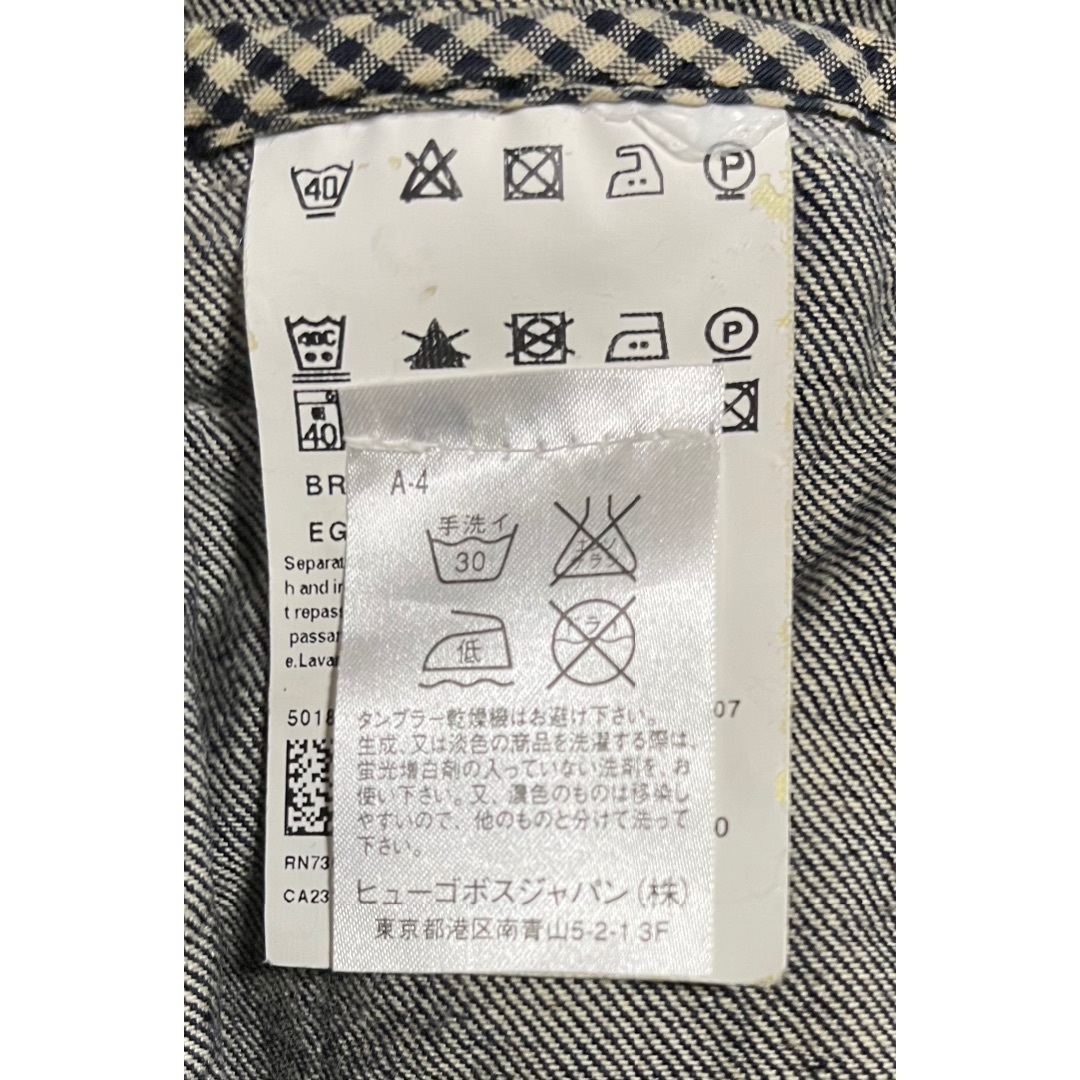 40 P
40C P
40
BR
EG
Separat
h and ir
t repass
passar
e.Lava
5018
07
0
RN73
CA23
A-4
手洗イ
30
エンソ
サラシ
低
ドライ
タンブラー乾燥機はお避け下さい。
生成、又は淡色の商品を洗濯する際は、
蛍光増白剤の入っていない洗剤を、お
使い下さい。又、濃色のものは移染し
やすいので、他のものと分けて洗って
下さい。
ヒューゴボスジャパン(株)
東京都港区南青山5-2-1 3F